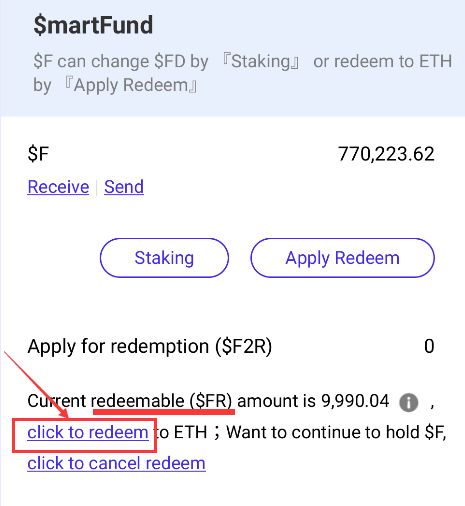 $martFund
$F can change $FD by 『Staking』 or redeem to ETH
by 『Apply Redeem』
$F 770,223.62
Receive | Send
Staking Apply Redeem
Apply for redemption ($F2R) 0
Current redeemable ($FR) amount is 9,990.04 i ,
click to redeem to ETH；Want to continue to hold $F,
click to cancel redeem